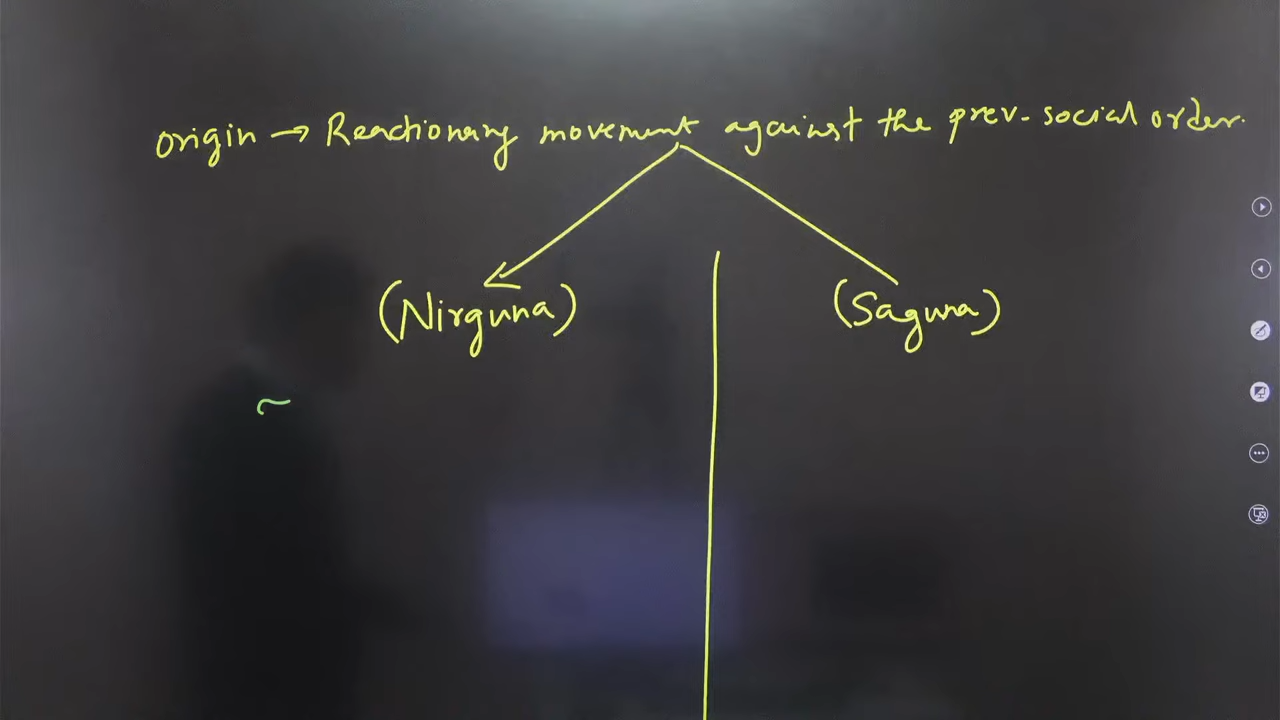 origin → Reactionary movement against the prev. social order.
(Nirguna)
(Saguna)